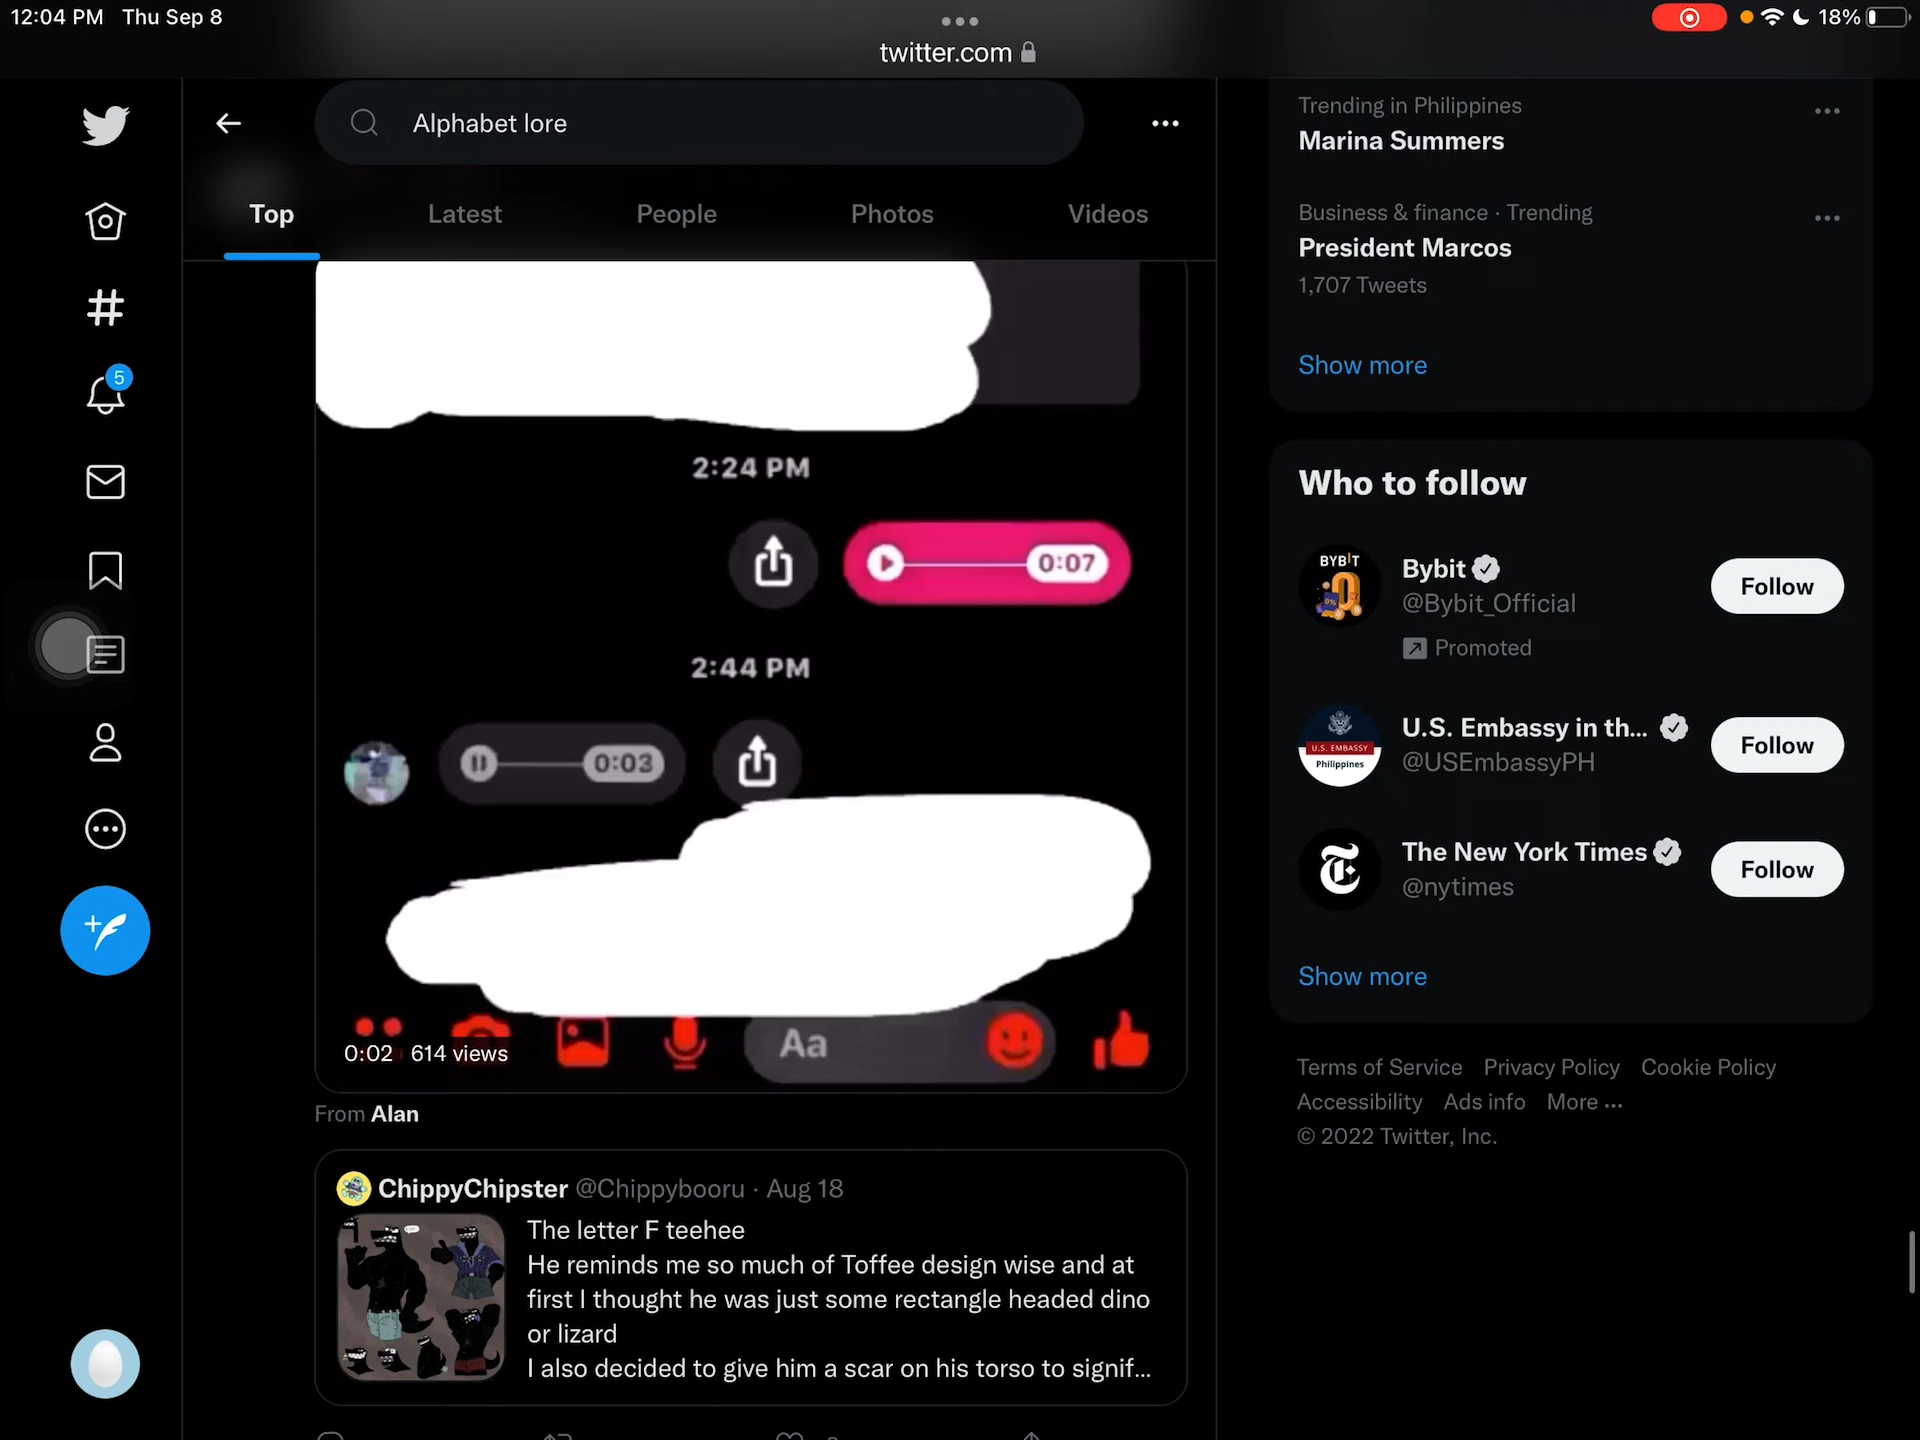 12:04 PM Thu Sep 8
18%
twitter.com
Alphabet lore
Top
Latest
People
Photos
Videos
5
2:24 PM
0:07
2:44 PM
0:03
Aa
0:02 614 views
From Alan
ChippyChipster @Chippybooru · Aug 18
The letter F teehee
He reminds me so much of Toffee design wise and at
first I thought he was just some rectangle headed dino
or lizard
I also decided to give him a scar on his torso to signif...
Trending in Philippines
Marina Summers
Business & finance · Trending
President Marcos
1,707 Tweets
Show more
Who to follow
BYBIT
Bybit
@Bybit_Official
Promoted
Follow
U.S. EMBASSY
Philippines
U.S. Embassy in th...
@USEmbassyPH
Follow
The New York Times
@nytimes
Follow
Show more
Terms of Service Privacy Policy Cookie Policy
Accessibility Ads info More ...
© 2022 Twitter, Inc.